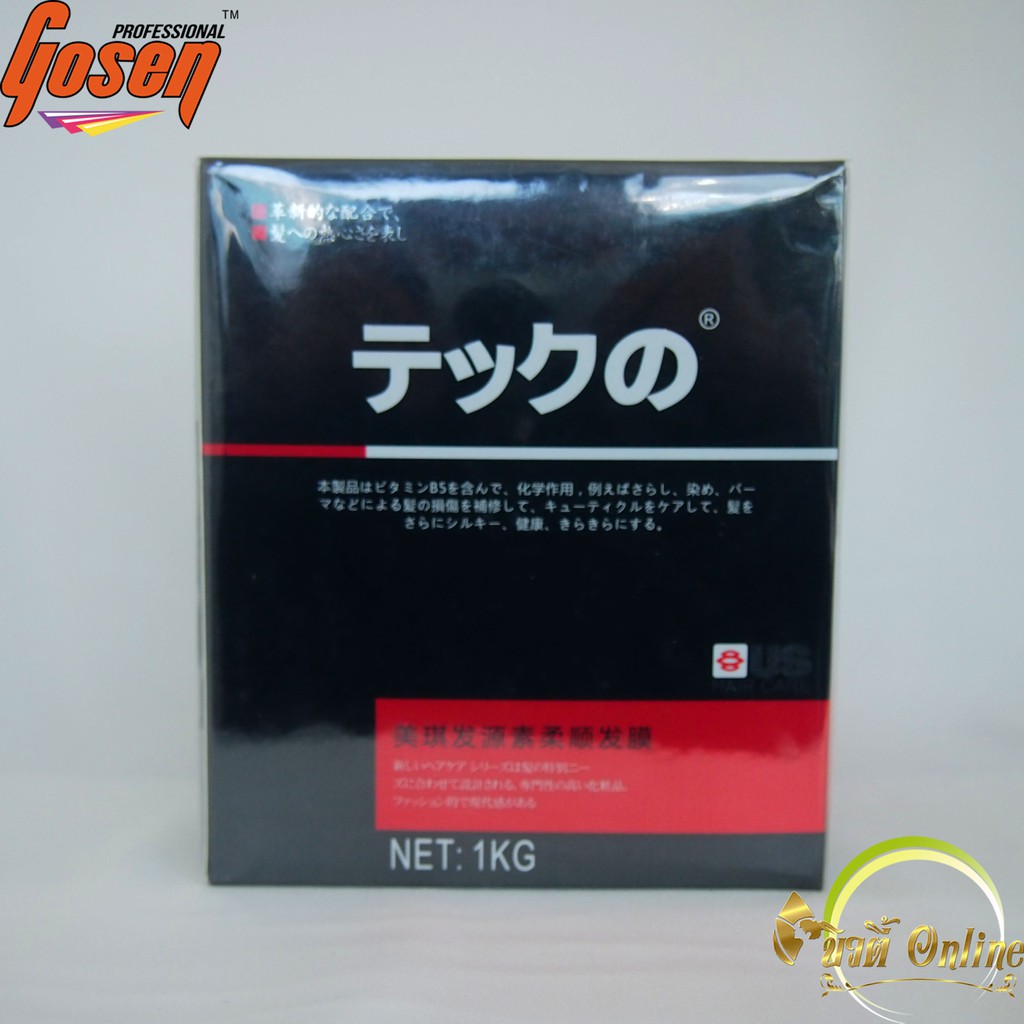 PROFESSIONAL TM
Gosen
革新的な配合で、
髪への熱心さを表し
テックの®
本製品はビタミンB5を含んで、化学作用,例えばさらし、染め、パー
マなどによる髪の損傷を補修して、キューティクルをケアして、髪を
さらにシルキー、健康、きらきらにする。
US
美琪发源素柔顺发膜
新しいヘアケア シリーズは髪の特別ニー
ズに合わせて設計される、専門性の高い化粧品。
ファッション的で現代感がある
NET: 1KG
บิวตี้ Online